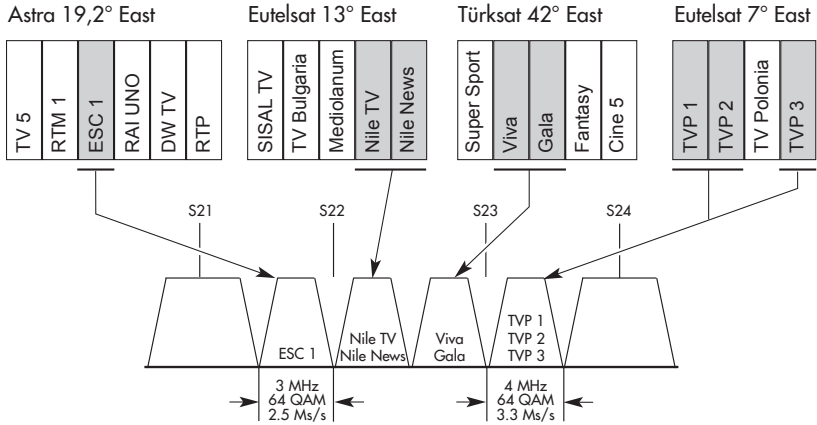 Astra 19,2° East
Eutelsat 13° East
Türksat 42° East
Eutelsat 7° East
TV 5
RTM 1
ESC 1
RAI UNO
DW TV
RTP
SISAL TV
TV Bulgaria
Mediolanum
Nile TV
Nile News
Super Sport
Viva
Gala
Fantasy
Cine 5
TVP 1
TVP 2
TV Polonia
TVP 3
S21
S22
S23
S24
ESC 1
Nile TV
Nile News
Viva
Gala
TVP 1
TVP 2
TVP 3
3 MHz
64 QAM
2.5 Ms/s
4 MHz
64 QAM
3.3 Ms/s